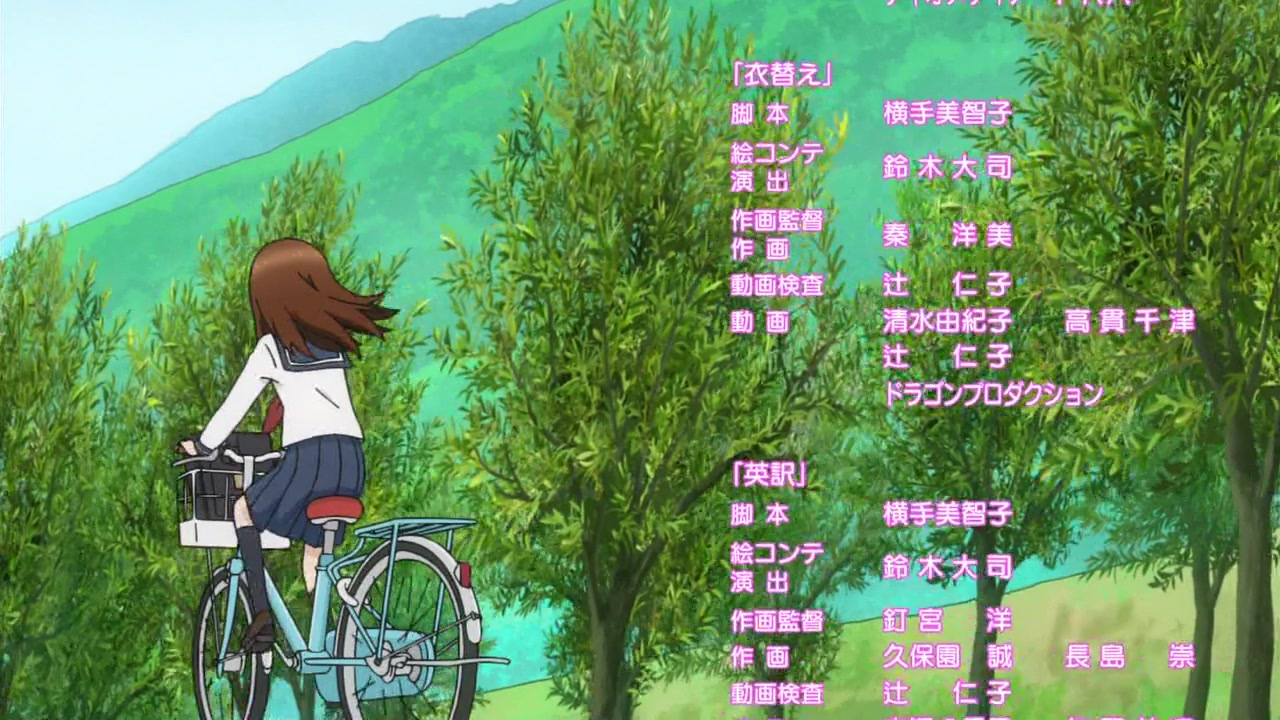 「衣替え」
脚 本 横手美智子
絵コンテ
演 出 鈴木大司
作画監督
作 画 秦 洋美
動画検査 辻 仁子
動 画 清水由紀子 高貫千津
辻 仁子
ドラゴンプロダクション
「英訳」
脚 本 横手美智子
絵コンテ
演 出 鈴木大司
作画監督 釘宮 洋
作 画 久保園 誠 長島 崇
動画検査 辻 仁子